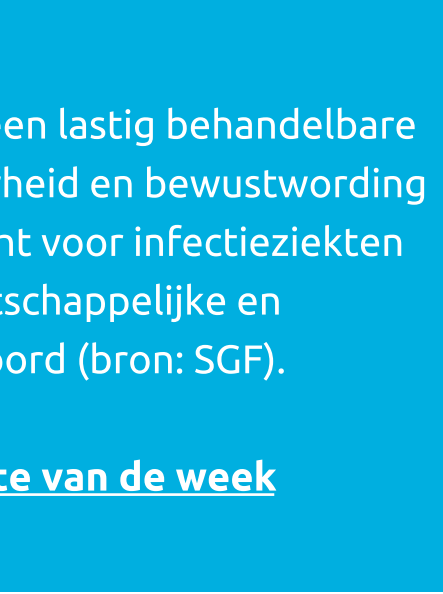 een lastig behandelbare
heid en bewustwording
nt voor infectieziekten
tschappelijke en
oord (bron: SGF).
te van de week